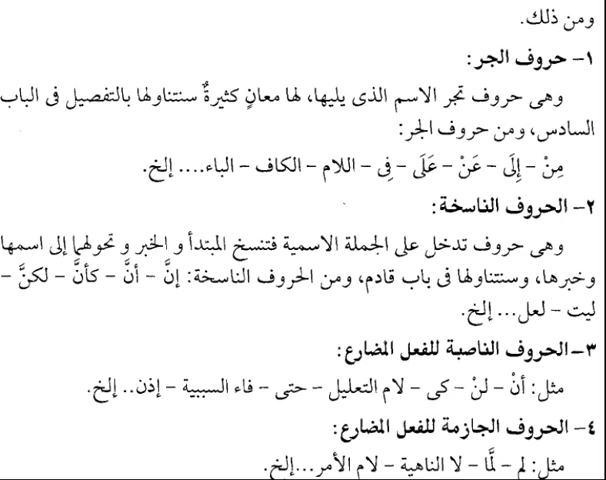 ومن ذلك.
١- حروف الجر:
وهى حروف تجر الاسم الذى يليها، لها معانٍ كثيرةٌ سنتناولها بالتفصيل فى الباب
السادس، ومن حروف الجر:
مِنْ - إِلَى - عَنْ - عَلَى - فِى - اللام - الكاف - الباء.... إلخ.
٢- الحروف الناسخة:
وهى حروف تدخل على الجملة الاسمية فتنسخ المبتدأ و الخبر و تحولهما إلى اسمها
وخبرها، وسنتناولها فى باب قادم، ومن الحروف الناسخة: إنَّ - أنَّ - كأنَّ - لكنَّ -
ليت - لعل... إلخ.
٣- الحروف الناصبة للفعل المضارع:
مثل: أنْ - لنْ - كى - لام التعليل - حتى - فاء السببية - إذن.. إلخ.
٤- الحروف الجازمة للفعل المضارع:
مثل: لم - لمَّا - لا الناهية - لام الأمر...إلخ.